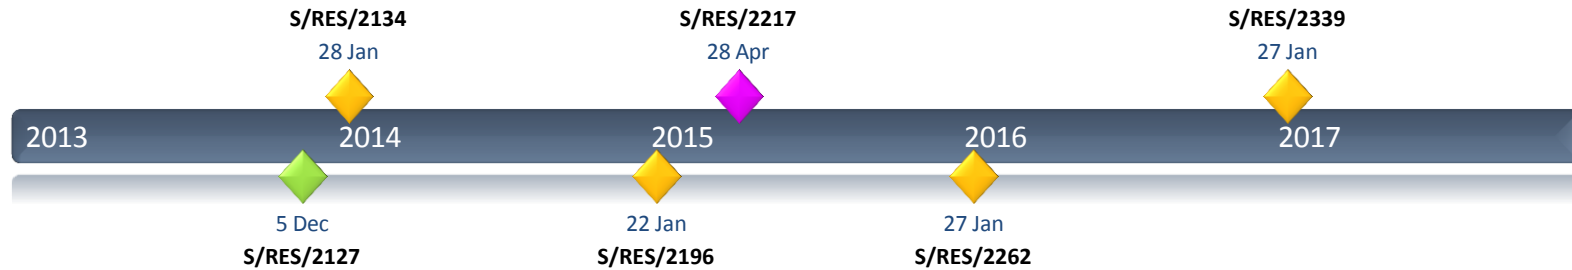 S/RES/2134
28 Jan
S/RES/2217
28 Apr
S/RES/2339
27 Jan
2013
2014
2015
2016
2017
5 Dec
S/RES/2127
22 Jan
S/RES/2196
27 Jan
S/RES/2262